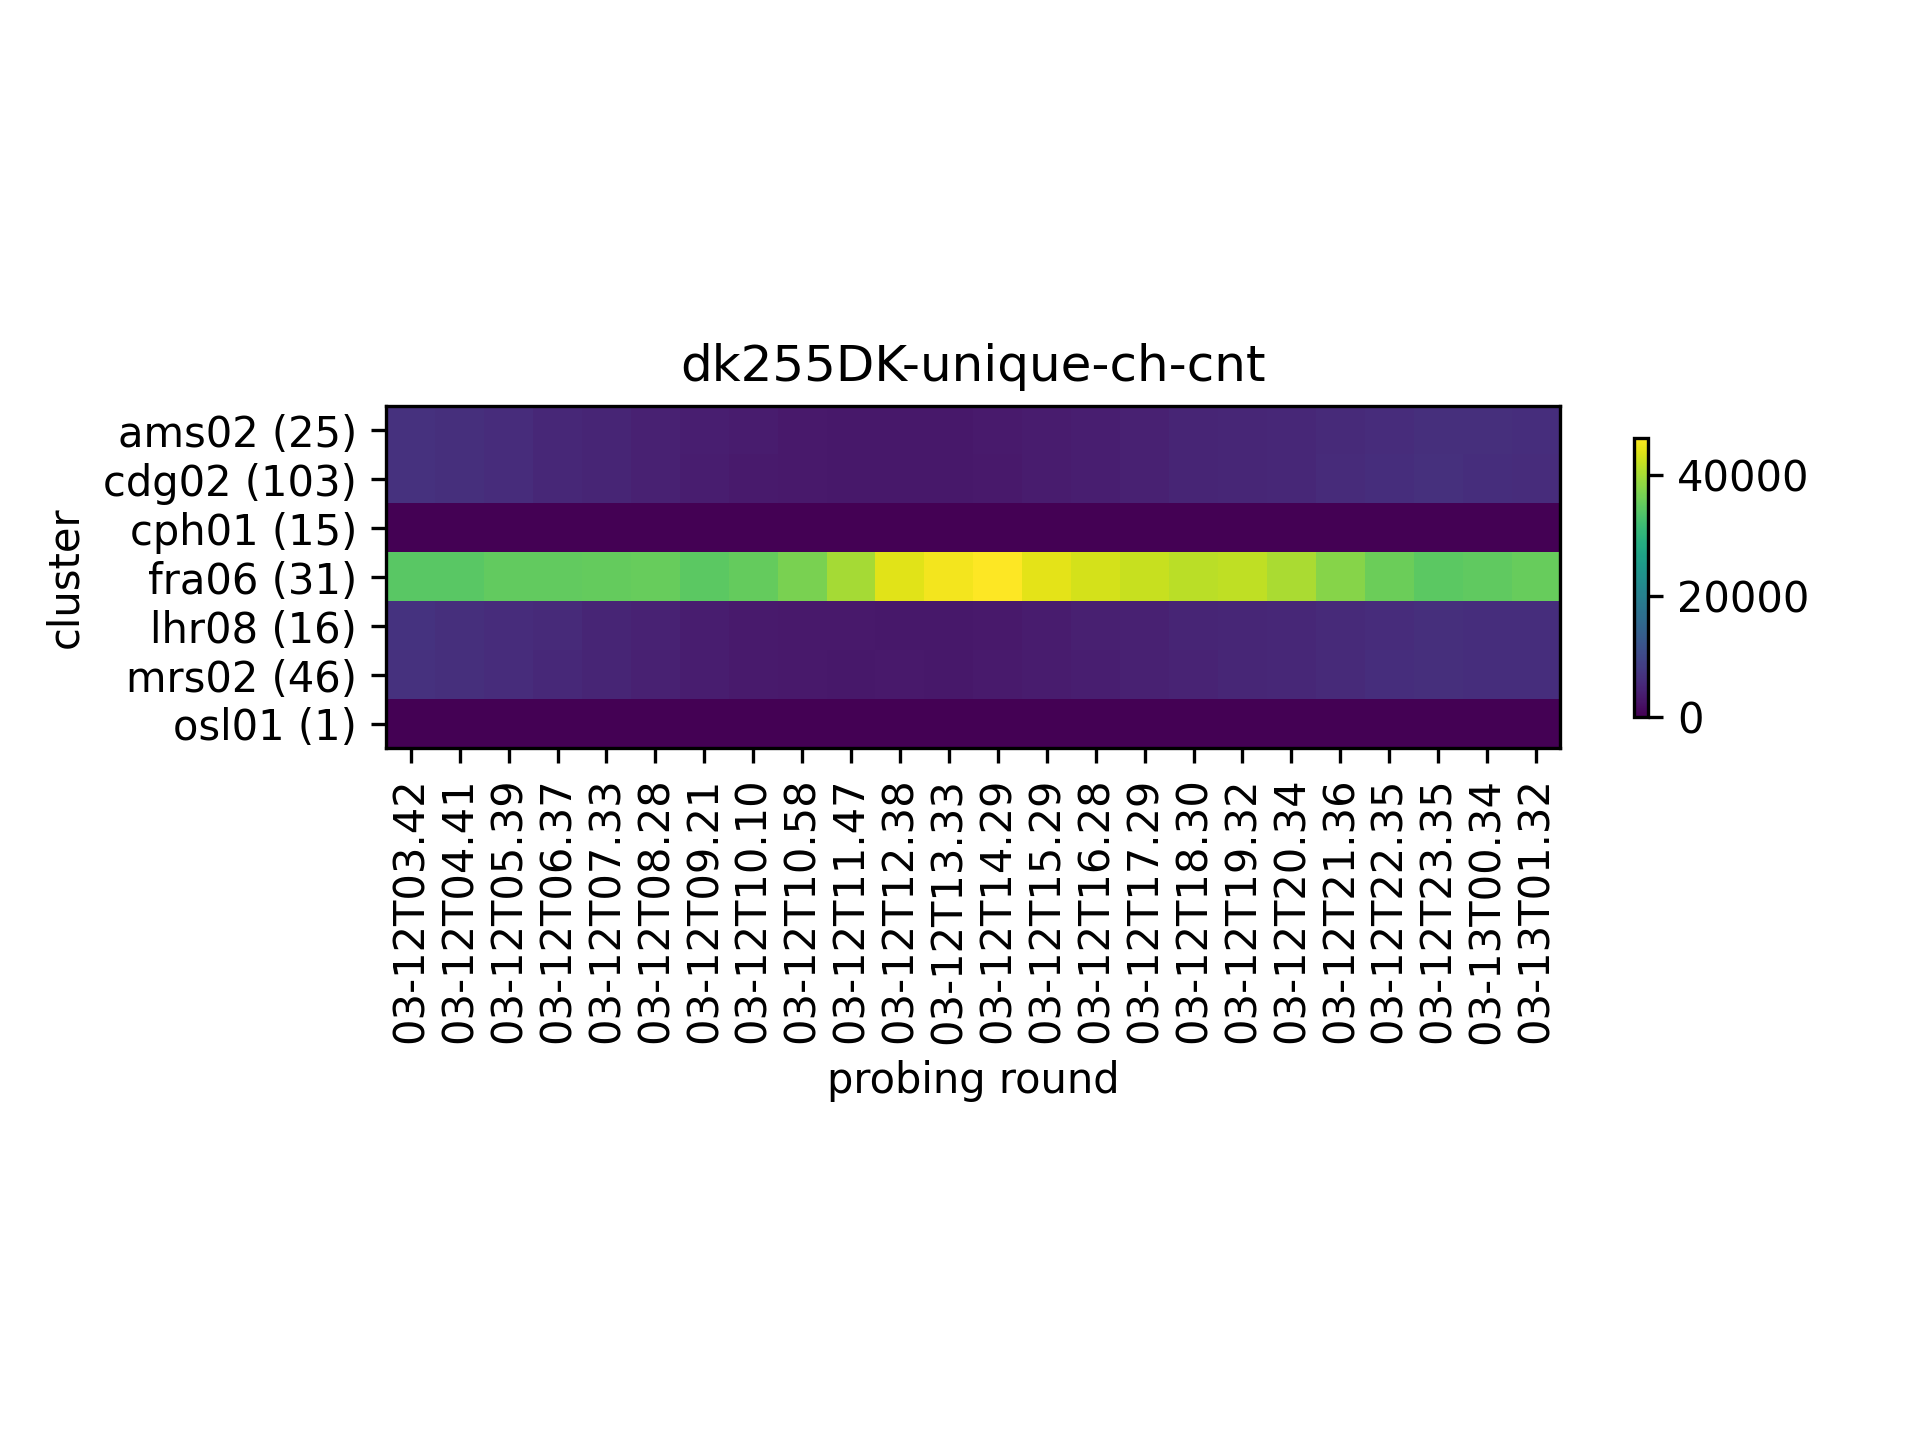 dk255DK-unique-ch-cnt
cluster
ams02 (25)
cdg02 (103)
cph01 (15)
fra06 (31)
lhr08 (16)
mrs02 (46)
osl01 (1)
40000
20000
0
03-12T03.42
03-12T04.41
03-12T05.39
03-12T06.37
03-12T07.33
03-12T08.28
03-12T09.21
03-12T10.10
03-12T10.58
03-12T11.47
03-12T12.38
03-12T13.33
03-12T14.29
03-12T15.29
03-12T16.28
03-12T17.29
03-12T18.30
03-12T19.32
03-12T20.34
03-12T21.36
03-12T22.35
03-12T23.35
03-13T00.34
03-13T01.32
probing round